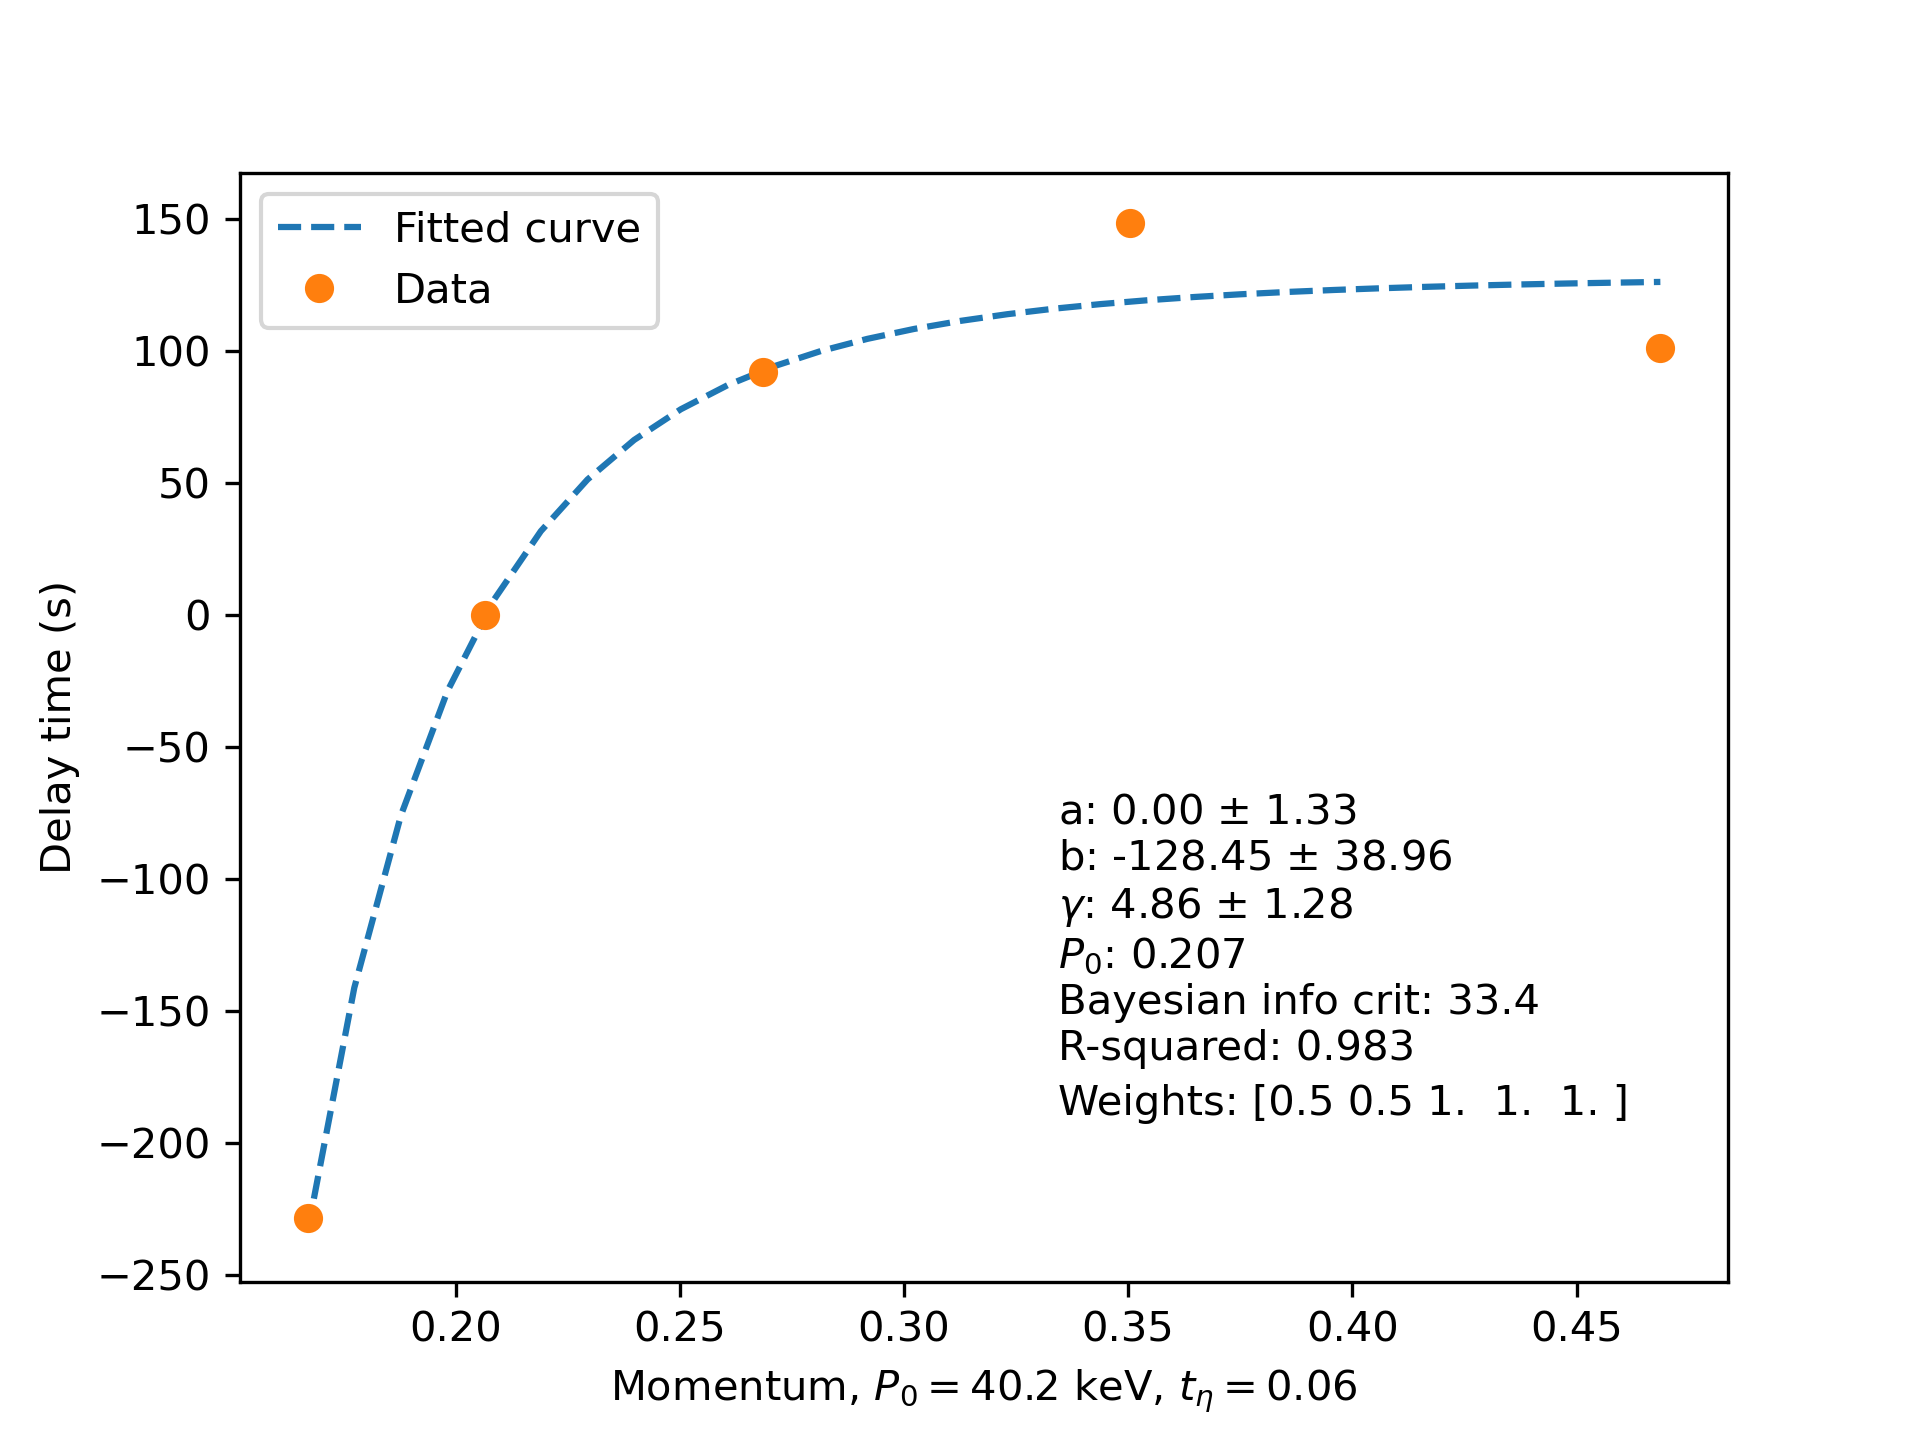 Fitted curve
Data
150
100
50
0
−50
−100
−150
−200
−250
Delay time (s)
a: 0.00 ± 1.33
b: -128.45 ± 38.96
γ: 4.86 ± 1.28
P₀: 0.207
Bayesian info crit: 33.4
R-squared: 0.983
Weights: [0.5 0.5 1.  1.  1. ]
0.20 0.25 0.30 0.35 0.40 0.45
Momentum, P₀ = 40.2 keV, tη = 0.06